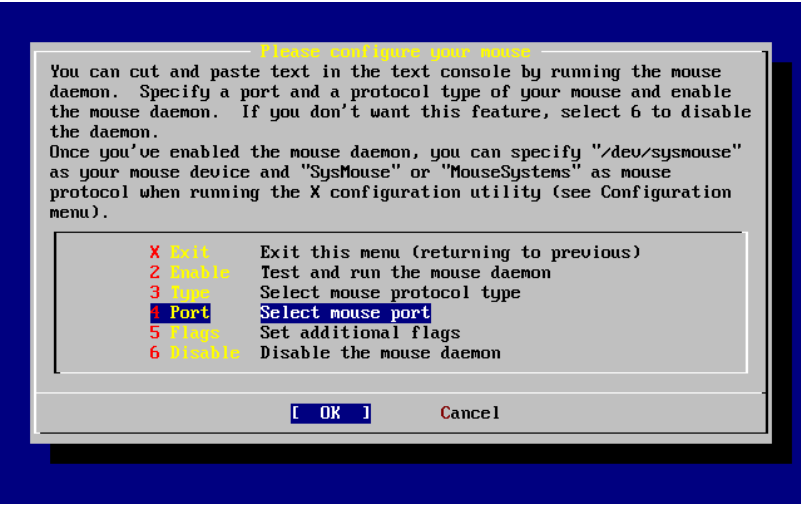 Please configure your mouse
You can cut and paste text in the text console by running the mouse
daemon.  Specify a port and a protocol type of your mouse and enable
the mouse daemon.  If you don't want this feature, select 6 to disable
the daemon.
Once you've enabled the mouse daemon, you can specify "/dev/sysmouse"
as your mouse device and "SysMouse" or "MouseSystems" as mouse
protocol when running the X configuration utility (see Configuration
menu).
X Exit     Exit this menu (returning to previous)
2 Enable   Test and run the mouse daemon
3 Type     Select mouse protocol type
4 Port     Select mouse port
5 Flags    Set additional flags
6 Disable  Disable the mouse daemon
[  OK  ]       Cancel